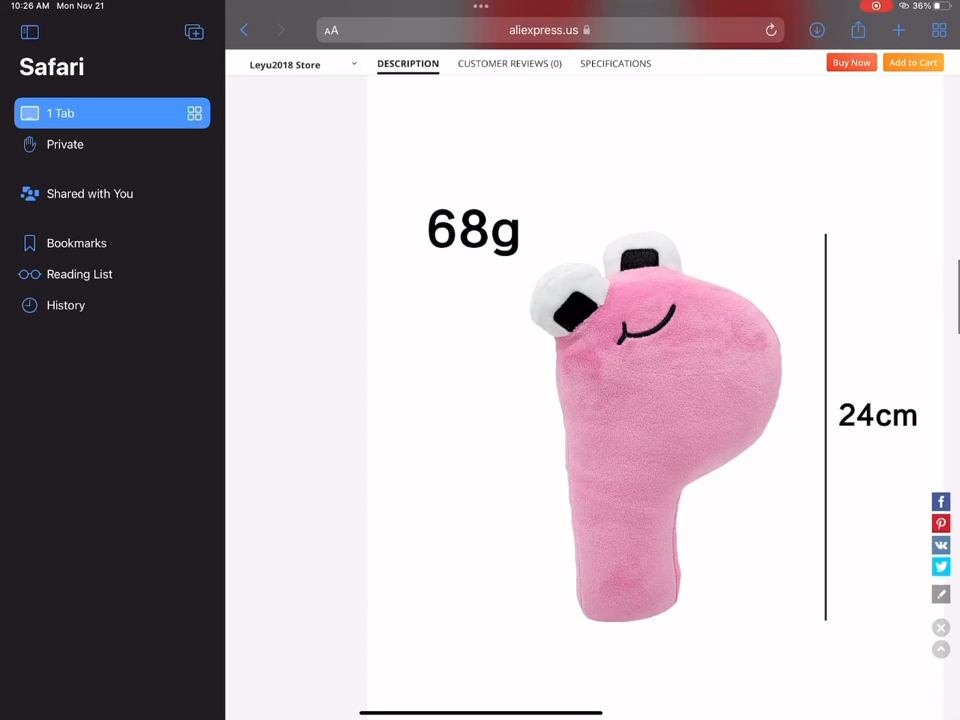 10:26 AM Mon Nov 21
36%
Safari
1 Tab
Private
Shared with You
Bookmarks
Reading List
History
AA
aliexpress.us
Leyu2018 Store
DESCRIPTION
CUSTOMER REVIEWS (0)
SPECIFICATIONS
Buy Now
Add to Cart
68g
24cm